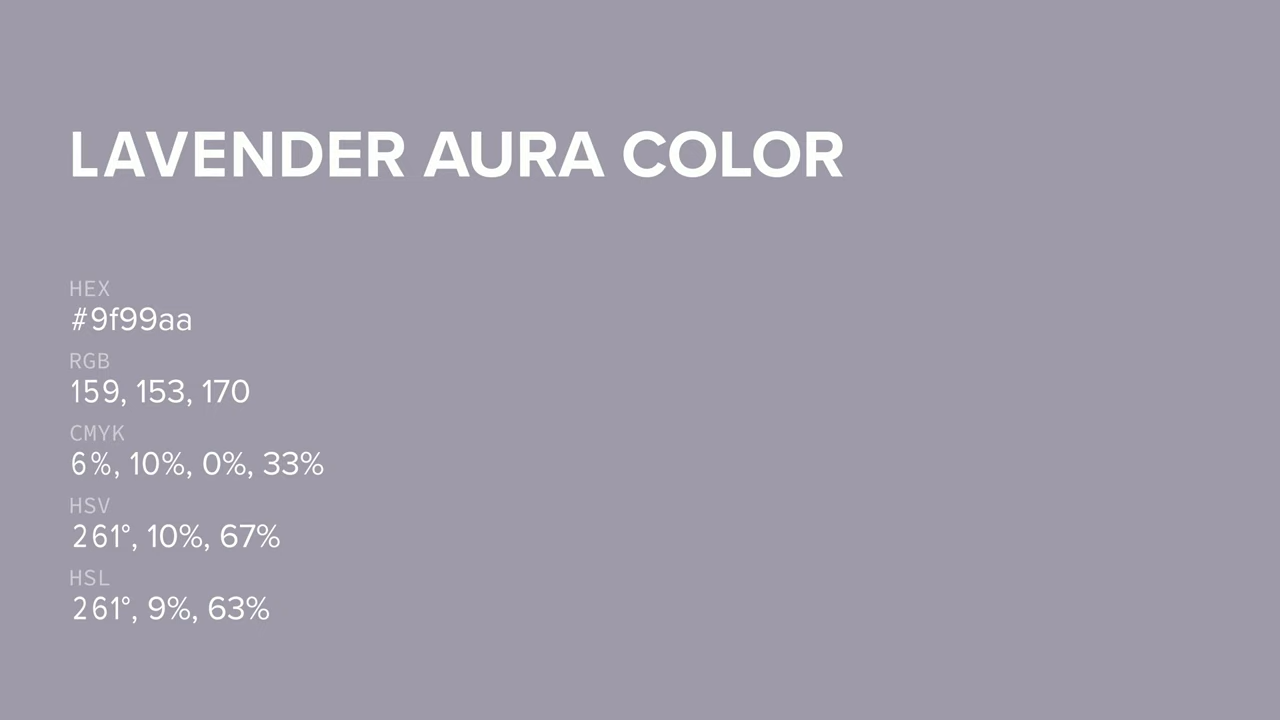 LAVENDER AURA COLOR
HEX
#9f99aa
RGB
159, 153, 170
CMYK
6%, 10%, 0%, 33%
HSV
261°, 10%, 67%
HSL
261°, 9%, 63%